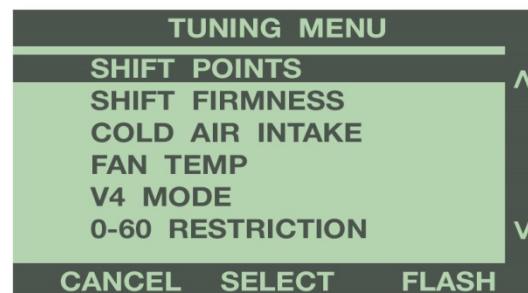 TUNING MENU
SHIFT POINTS
SHIFT FIRMNESS
COLD AIR INTAKE
FAN TEMP
V4 MODE
0-60 RESTRICTION
CANCEL SELECT FLASH